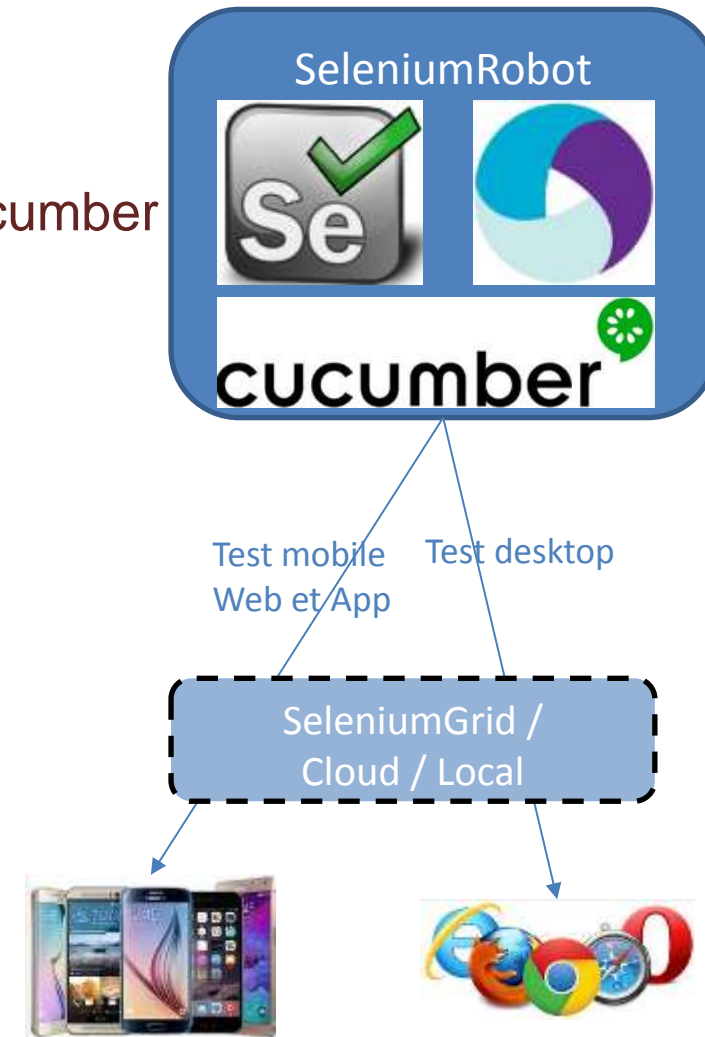 SeleniumRobot
Se
cumber
cucumber
Test mobile
Web et App
Test desktop
SeleniumGrid /
Cloud / Local